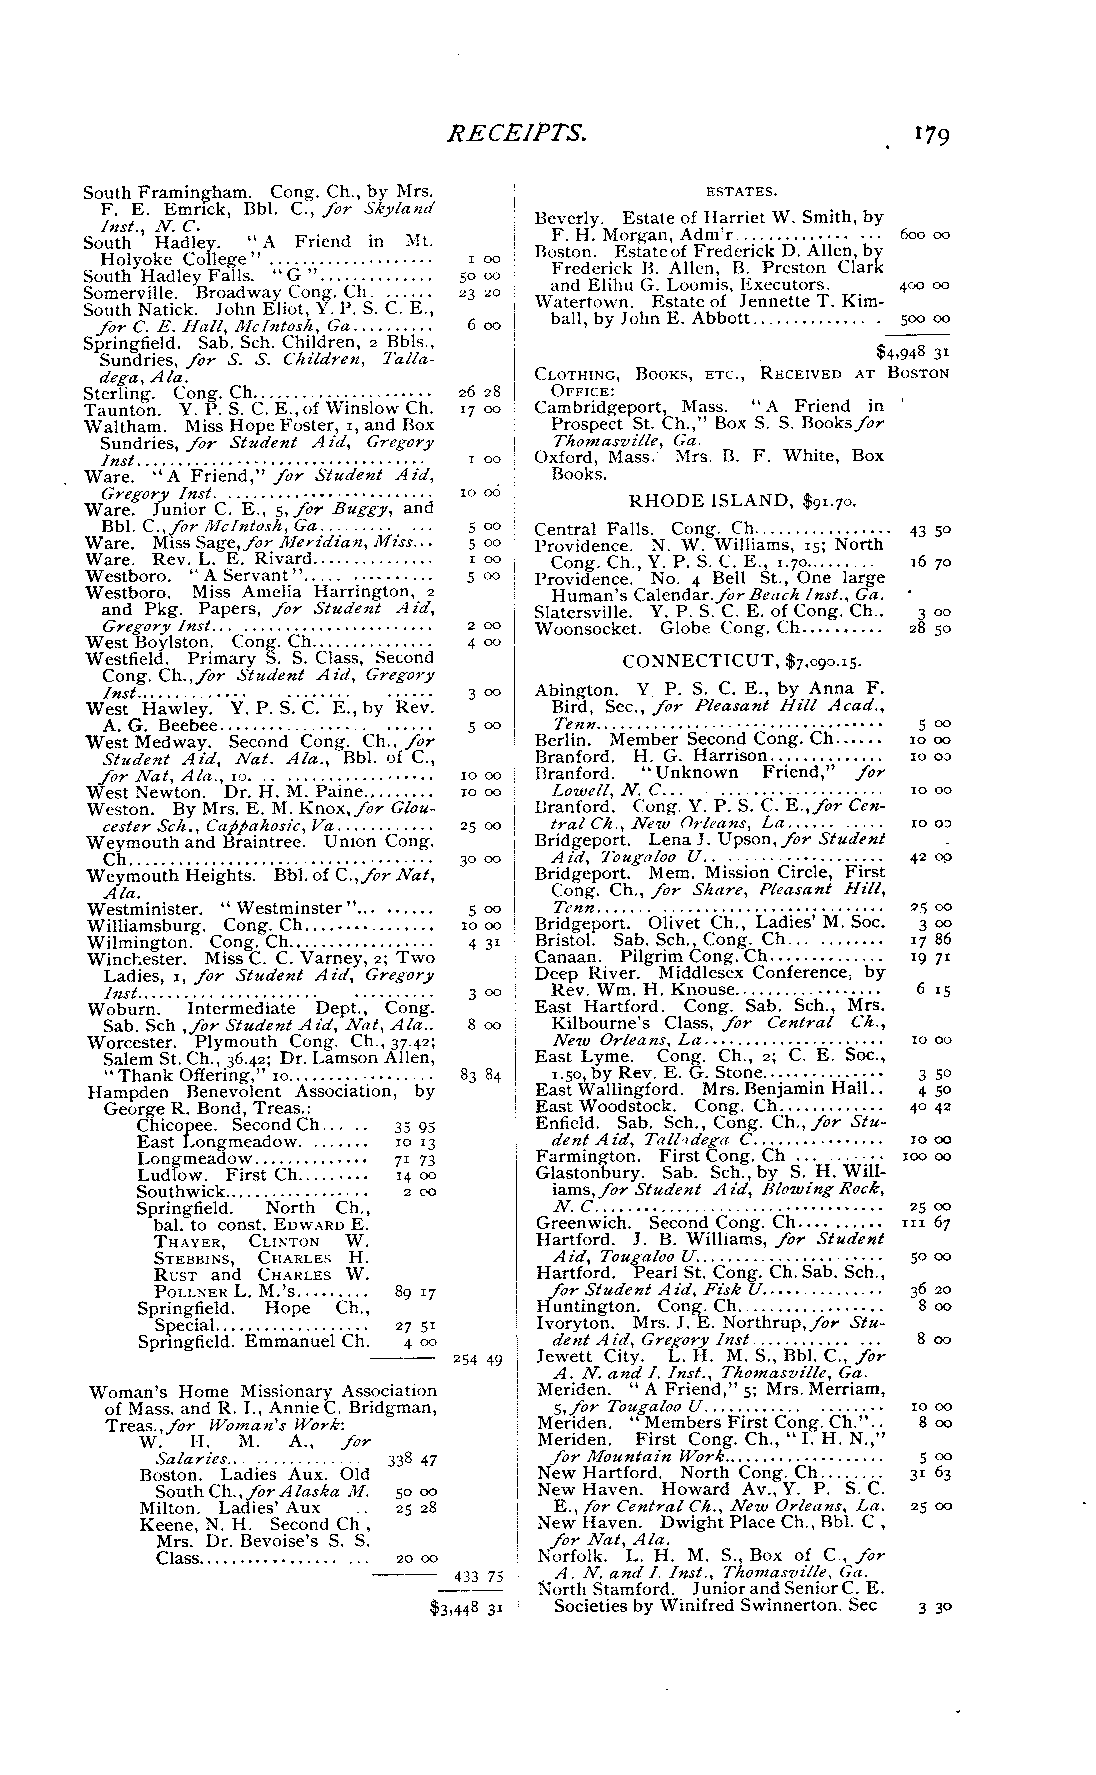 RECEIPTS. 179
South Framingham. Cong. Ch., by Mrs.
F. E. Emrick, Bbl. C., for Skyland
Inst., N. C.
South Hadley. "A Friend in Mt.
Holyoke College" .................... 1 00
South Hadley Falls. "G".............. 50 00
Somerville. Broadway Cong. Ch. ...... 23 20
South Natick. John Eliot, Y. P. S. C. E.,
for C. E. Hall, McIntosh, Ga.......... 6 00
Springfield. Sab. Sch. Children, 2 Bbls.,
Sundries, for S. S. Children, Talla-
dega, Ala.
Sterling. Cong. Ch...................... 26 28
Taunton. Y. P. S. C. E., of Winslow Ch. 17 00
Waltham. Miss Hope Foster, 1, and Box
Sundries, for Student Aid, Gregory
Inst................................... 1 00
Ware. "A Friend," for Student Aid,
Gregory Inst. ......................... 10 00
Ware. Junior C. E., 5, for Buggy, and
Bbl. C., for McIntosh, Ga......... ... 5 00
Ware. Miss Sage, for Meridian, Miss... 5 00
Ware. Rev. L. E. Rivard............... 1 00
Westboro. "A Servant"..... .......... 5 00
Westboro. Miss Amelia Harrington, 2
and Pkg. Papers, for Student Aid,
Gregory Inst... ....................... 2 00
West Boylston. Cong. Ch............... 4 00
Westfield. Primary S. S. Class, Second
Cong. Ch., for Student Aid, Gregory
Inst............. ........ ...... 3 00
West Hawley. Y. P. S. C. E., by Rev.
A. G. Beebee.................. ...... 5 00
West Medway. Second Cong. Ch., for
Student Aid, Nat. Ala., Bbl. of C.,
for Nat, Ala., 10. .. .................. 10 00
West Newton. Dr. H. M. Paine......... 10 00
Weston. By Mrs. E. M. Knox, for Glou-
cester Sch., Cappahosic, Va............ 25 00
Weymouth and Braintree. Union Cong.
Ch..................................... 30 00
Weymouth Heights. Bbl. of C., for Nat,
Ala.
Westminister. "Westminster"... ...... 5 00
Williamsburg. Cong. Ch................ 10 00
Wilmington. Cong. Ch.................. 4 31
Winchester. Miss C. C. Varney, 2; Two
Ladies, 1, for Student Aid, Gregory
Inst...................... .......... 3 00
Woburn. Intermediate Dept., Cong.
Sab. Sch , for Student Aid, Nat, Ala.. 8 00
Worcester. Plymouth Cong. Ch., 37.42;
Salem St. Ch., 36.42; Dr. Lamson Allen,
"Thank Offering," 10.................. 83 84
Hampden Benevolent Association, by
George R. Bond, Treas.:
Chicopee. Second Ch... .. 35 95
East Longmeadow. ....... 10 13
Longmeadow.............. 71 73
Ludlow. First Ch......... 14 00
Southwick................. 2 00
Springfield. North Ch.,
bal. to const. EDWARD E.
THAYER, CLINTON W.
STEBBINS, CHARLES H.
RUST and CHARLES W.
POLLNER L. M.'s......... 89 17
Springfield. Hope Ch.,
Special................... 27 51
Springfield. Emmanuel Ch. 4 00
254 49
Woman's Home Missionary Association
of Mass. and R. I., Annie C. Bridgman,
Treas., for Woman's Work:
W. H. M. A., for
Salaries................ 338 47
Boston. Ladies Aux. Old
South Ch., for Alaska M. 50 00
Milton. Ladies' Aux .. 25 28
Keene, N. H. Second Ch ,
Mrs. Dr. Bevoise's S. S.
Class................. ... 20 00
433 75
$3,448 31
ESTATES.
Beverly. Estate of Harriet W. Smith, by
F. H. Morgan, Adm'r.............. ... 600 00
Boston. Estate of Frederick D. Allen, by
Frederick B. Allen, B. Preston Clark
and Elihu G. Loomis, Executors. 400 00
Watertown. Estate of Jennette T. Kim-
ball, by John E. Abbott.............. . 500 00
$4,948 31
CLOTHING, BOOKS, ETC., RECEIVED AT BOSTON
OFFICE:
Cambridgeport, Mass. "A Friend in
Prospect St. Ch.," Box S. S. Books for
Thomasville, Ga.
Oxford, Mass. Mrs. B. F. White, Box
Books.
RHODE ISLAND, $91.70.
Central Falls. Cong. Ch................. 43 50
Providence. N. W. Williams, 15; North
Cong. Ch., Y. P. S. C. E., 1.70......... 16 70
Providence. No. 4 Bell St., One large
Human's Calendar. for Beach Inst., Ga.
Slatersville. Y. P. S. C. E. of Cong. Ch.. 3 00
Woonsocket. Globe Cong. Ch.......... 28 50
CONNECTICUT, $7,090.15.
Abington. Y. P. S. C. E., by Anna F.
Bird, Sec., for Pleasant Hill Acad.,
Tenn................................... 5 00
Berlin. Member Second Cong. Ch...... 10 00
Branford. H. G. Harrison.............. 10 00
Branford. "Unknown Friend," for
Lowell, N. C... .................... 10 00
Branford. Cong. Y. P. S. C. E., for Cen-
tral Ch., New Orleans, La...... ..... 10 00
Bridgeport. Lena J. Upson, for Student
Aid, Tougaloo U...................... 42 00
Bridgeport. Mem. Mission Circle, First
Cong. Ch., for Share, Pleasant Hill,
Tenn................................... 25 00
Bridgeport. Olivet Ch., Ladies' M. Soc. 3 00
Bristol. Sab. Sch., Cong. Ch... ........ 17 86
Canaan. Pilgrim Cong. Ch.............. 19 71
Deep River. Middlesex Conference, by
Rev. Wm. H. Knouse.................. 6 15
East Hartford. Cong. Sab. Sch., Mrs.
Kilbourne's Class, for Central Ch.,
New Orleans, La...................... 10 00
East Lyme. Cong. Ch., 2; C. E. Soc.,
1.50, by Rev. E. G. Stone............... 3 50
East Wallingford. Mrs. Benjamin Hall.. 4 50
East Woodstock. Cong. Ch............. 40 42
Enfield. Sab. Sch., Cong. Ch., for Stu-
dent Aid, Talladega C................ 10 00
Farmington. First Cong. Ch ... ....... 100 00
Glastonbury. Sab. Sch., by S. H. Will-
iams, for Student Aid, Blowing Rock,
N. C................................... 25 00
Greenwich. Second Cong. Ch.... ...... 111 67
Hartford. J. B. Williams, for Student
Aid, Tougaloo U....................... 50 00
Hartford. Pearl St. Cong. Ch. Sab. Sch.,
for Student Aid, Fisk U............... 36 20
Huntington. Cong. Ch.................. 8 00
Ivoryton. Mrs. J. E. Northrup, for Stu-
dent Aid, Gregory Inst............ ... 8 00
Jewett City. L. H. M. S., Bbl. C., for
A. N. and I. Inst., Thomasville, Ga.
Meriden. "A Friend," 5; Mrs. Merriam,
5, for Tougaloo U............ ........ 10 00
Meriden. "Members First Cong. Ch.".. 8 00
Meriden. First Cong. Ch., "I. H. N.,"
for Mountain Work.................... 5 00
New Hartford. North Cong. Ch........ 31 63
New Haven. Howard Av., Y. P. S. C.
E., for Central Ch., New Orleans, La. 25 00
New Haven. Dwight Place Ch., Bbl. C ,
for Nat, Ala.
Norfolk. L. H. M. S., Box of C., for
A. N. and I. Inst., Thomasville, Ga.
North Stamford. Junior and Senior C. E.
Societies by Winifred Swinnerton. Sec 3 30